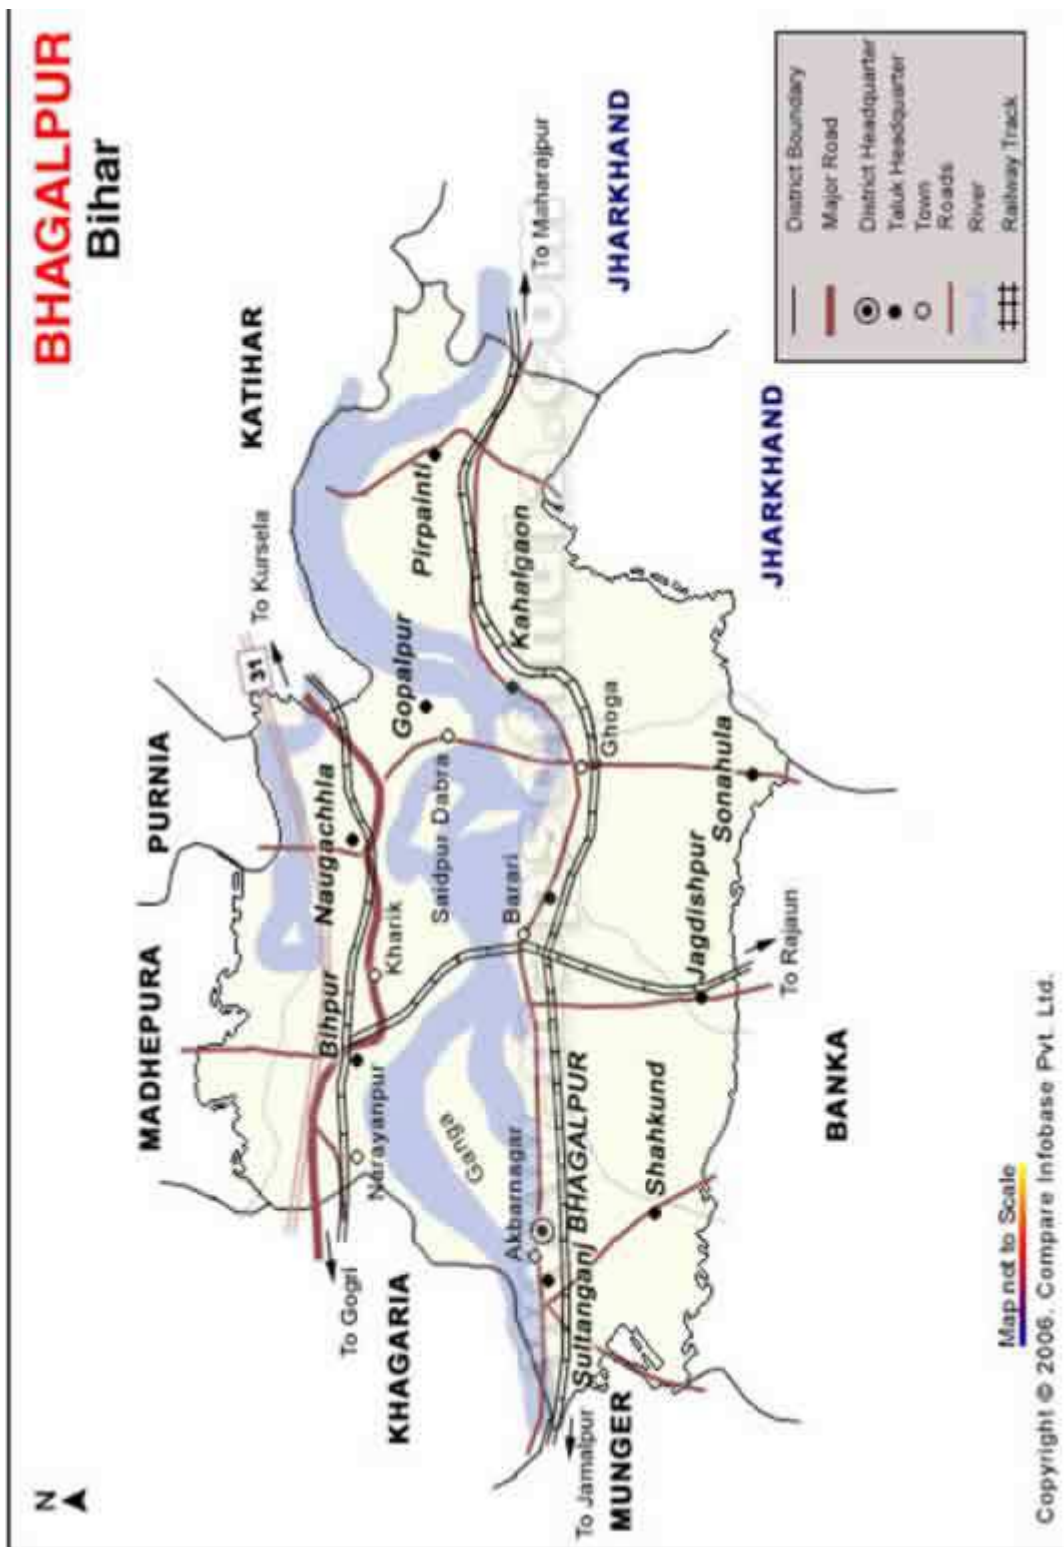 BHAGALPUR
Bihar
N
KATIHAR
PURNIA
MADHEPURA
To Kursela
31
JHARKHAND
To Maharajpur
Pirpainti
Gopalpur
Naugachhla
Saidpur Dabra
Kharik
Bihpur
Narayanpur
To Gogri
KHAGARIA
Ganga
Kahalgaon
Ghoga
Barari
Akbarnagar
BHAGALPUR
Sultanganj
To Jamalpur
MUNGER
Shahkund
Jagdishpur
Sonahula
To Rajaun
BANKA
JHARKHAND
District Boundary
Major Road
District Headquarter
Taluk Headquarter
Town
Roads
River
Railway Track
Map not to Scale
Copyright © 2006, Compare Infobase Pvt. Ltd.